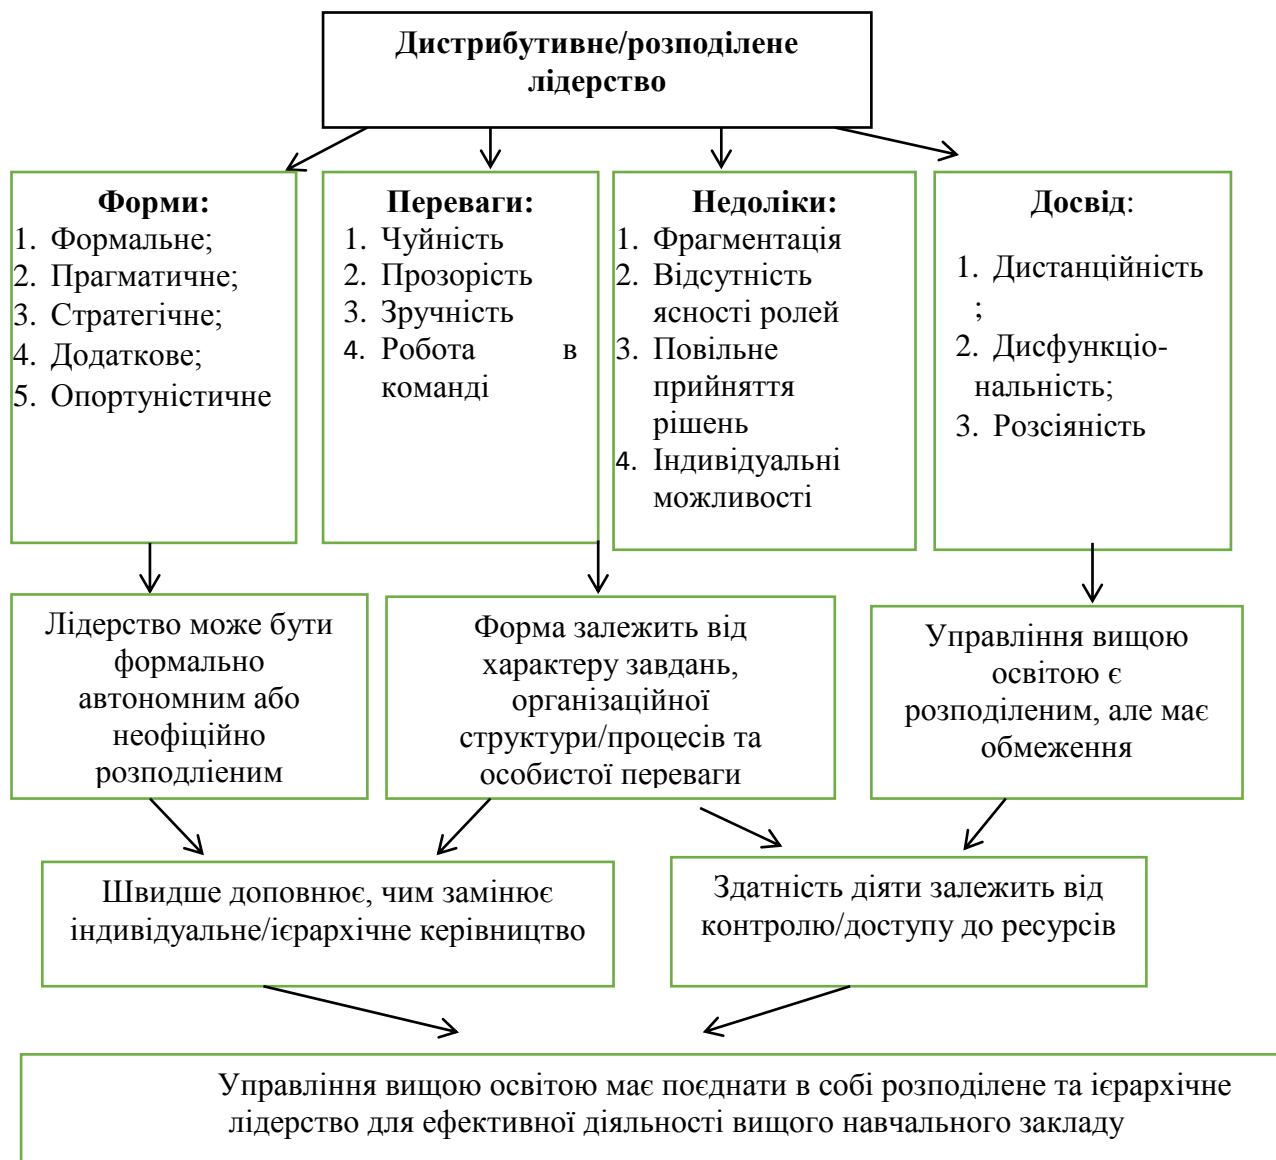 Дистрибутивне/розподілене
лідерство
Форми:
1. Формальне;
2. Прагматичне;
3. Стратегічне;
4. Додаткове;
5. Опортуністичне
Переваги:
1. Чуйність
2. Прозорість
3. Зручність
4. Робота в
команді
Недоліки:
1. Фрагментація
2. Відсутність
ясності ролей
3. Повільне
прийняття
рішень
4. Індивідуальні
можливості
Досвід:
1. Дистанційність
;
2. Дисфункціо-
нальність;
3. Розсіяність
Лідерство може бути
формально
автономним або
неофіційно
розподліеним
Форма залежить від
характеру завдань,
організаційної
структури/процесів та
особистої переваги
Управління вищою
освітою є
розподіленим, але має
обмеження
Швидше доповнює, чим замінює
індивідуальне/ієрархічне керівництво
Здатність діяти залежить від
контролю/доступу до ресурсів
Управління вищою освітою має поєднати в собі розподілене та ієрархічне
лідерство для ефективної діяльності вищого навчального закладу